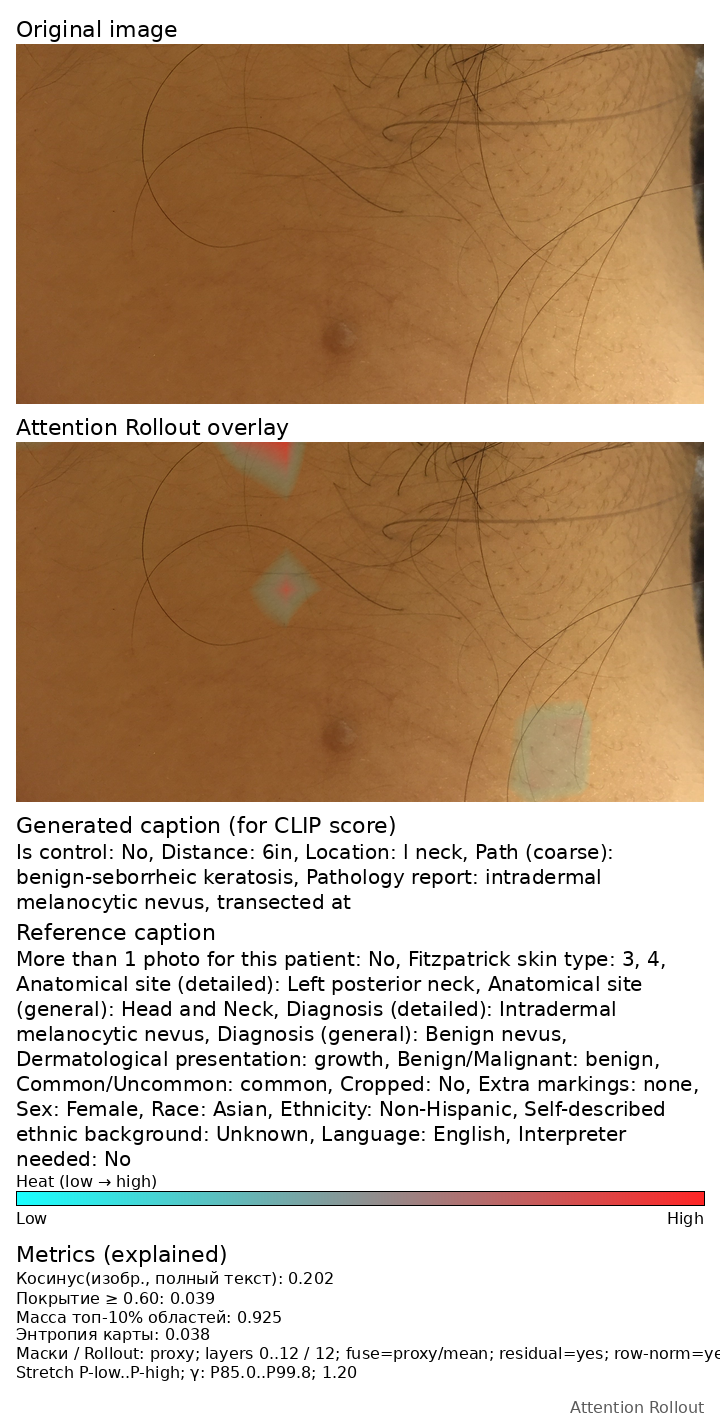 Original image
Attention Rollout overlay
Generated caption (for CLIP score)
Is control: No, Distance: 6in, Location: l neck, Path (coarse):
benign-seborrheic keratosis, Pathology report: intradermal
melanocytic nevus, transected at
Reference caption
More than 1 photo for this patient: No, Fitzpatrick skin type: 3, 4,
Anatomical site (detailed): Left posterior neck, Anatomical site
(general): Head and Neck, Diagnosis (detailed): Intradermal
melanocytic nevus, Diagnosis (general): Benign nevus,
Dermatological presentation: growth, Benign/Malignant: benign,
Common/Uncommon: common, Cropped: No, Extra markings: none,
Sex: Female, Race: Asian, Ethnicity: Non-Hispanic, Self-described
ethnic background: Unknown, Language: English, Interpreter
needed: No
Heat (low → high)
Low High
Metrics (explained)
Косинус(изобр., полный текст): 0.202
Покрытие ≥ 0.60: 0.039
Масса топ-10% областей: 0.925
Энтропия карты: 0.038
Маски / Rollout: proxy; layers 0..12 / 12; fuse=proxy/mean; residual=yes; row-norm=ye
Stretch P-low..P-high; γ: P85.0..P99.8; 1.20
Attention Rollout